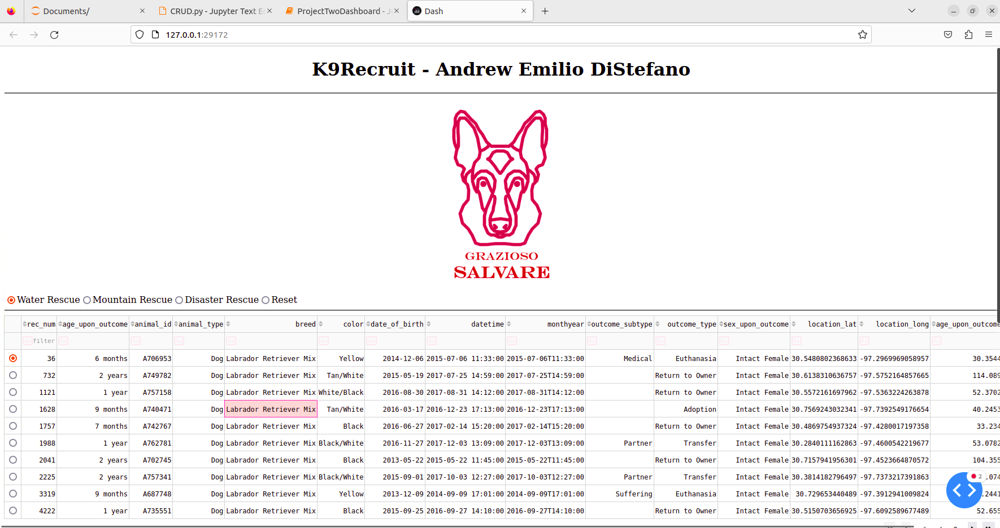 Documents/ CRUD.py - Jupyter Text E ProjectTwoDashboard - J Dash
127.0.0.1:29172
K9Recruit - Andrew Emilio DiStefano
GRAZIOSO
SALVARE
Water Rescue Mountain Rescue Disaster Rescue Reset
rec_num age_upon_outcome animal_id animal_type breed color date_of_birth datetime monthyear outcome_subtype outcome_type sex_upon_outcome location_lat location_long age_upon_outcome
Aa filter Aa Aa Aa Aa Aa Aa Aa Aa Aa Aa Aa Aa Aa Aa
36 6 months A706953 Dog Labrador Retriever Mix Yellow 2014-12-06 2015-07-06 11:33:00 2015-07-06T11:33:00 Medical Euthanasia Intact Female 30.5480802368633 -97.2969969058957 30.3544
732 2 years A749782 Dog Labrador Retriever Mix Tan/White 2015-05-19 2017-07-25 14:59:00 2017-07-25T14:59:00 Return to Owner Intact Female 30.6138310636757 -97.5752164857665 114.089
1121 1 year A757158 Dog Labrador Retriever Mix White/Black 2016-08-30 2017-08-31 14:12:00 2017-08-31T14:12:00 Return to Owner Intact Female 30.5572161697962 -97.5363224263878 52.3702
1628 9 months A740471 Dog Labrador Retriever Mix Tan/White 2016-03-17 2016-12-23 17:13:00 2016-12-23T17:13:00 Adoption Intact Female 30.7569243032341 -97.7392549176654 40.2453
1757 7 months A742767 Dog Labrador Retriever Mix Black 2016-06-27 2017-02-14 15:20:00 2017-02-14T15:20:00 Return to Owner Intact Female 30.4869754937324 -97.4280017197358 33.234
1988 1 year A762781 Dog Labrador Retriever Mix Black/White 2016-11-27 2017-12-03 13:09:00 2017-12-03T13:09:00 Partner Transfer Intact Female 30.2840111162863 -97.4600542219677 53.0782
2041 2 years A702745 Dog Labrador Retriever Mix Black 2013-05-22 2015-05-22 11:45:00 2015-05-22T11:45:00 Return to Owner Intact Female 30.7157941956301 -97.4523664870572 104.355
2225 2 years A757341 Dog Labrador Retriever Mix Black/White 2015-09-01 2017-10-03 12:27:00 2017-10-03T12:27:00 Partner Transfer Intact Female 30.3814182796497 -97.7373217391863 .074
2
3319 9 months A687748 Dog Labrador Retriever Mix Yellow 2013-12-09 2014-09-09 17:01:00 2014-09-09T17:01:00 Suffering Euthanasia Intact Female 30.729653440489 -97.3912941009824 .2441
4222 1 year A735551 Dog Labrador Retriever Mix Black 2015-09-25 2016-09-27 14:10:00 2016-09-27T14:10:00 Return to Owner Intact Female 30.5150703656925 -97.6092589677489 52.655